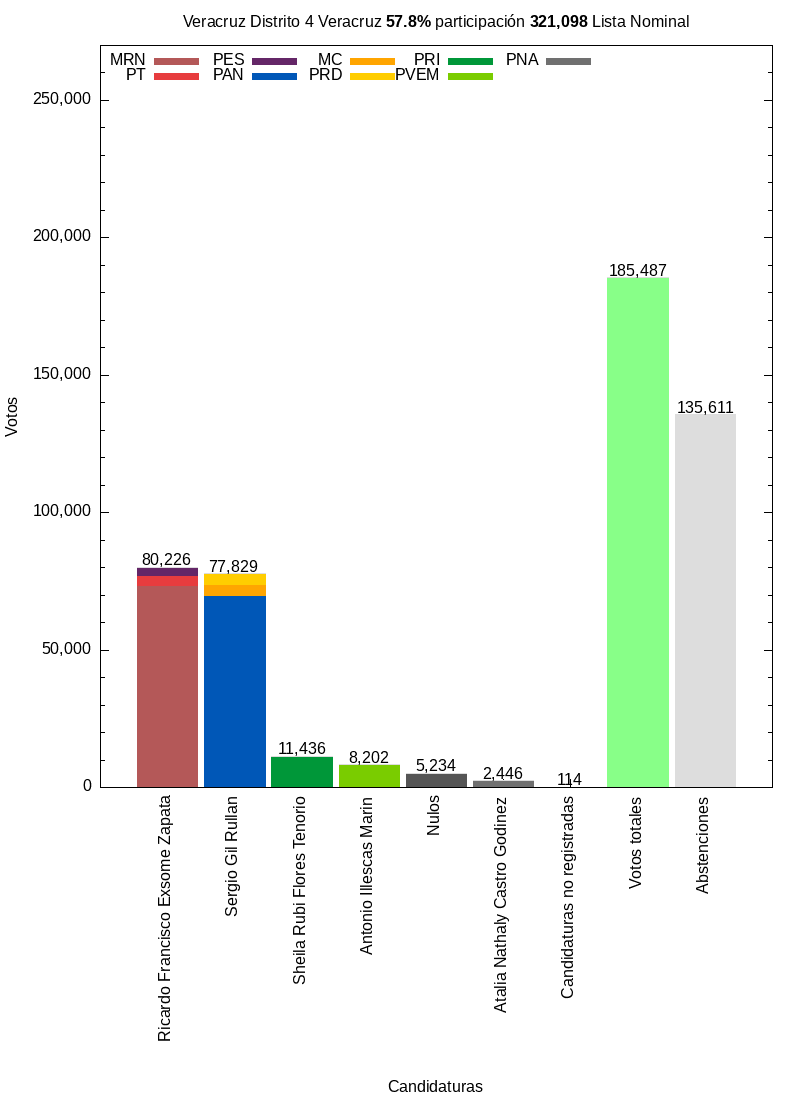 Veracruz Distrito 4 Veracruz 57.8% participación 321,098 Lista Nominal
MRN PES MC PRI PNA
PT PAN PRD PVEM
250,000
200,000
150,000
100,000
50,000
0
Votos
80,226
77,829
11,436
8,202
5,234
2,446
114
185,487
135,611
Ricardo Francisco Exsome Zapata
Sergio Gil Rullan
Sheila Rubi Flores Tenorio
Antonio Illescas Marin
Nulos
Atalia Nathaly Castro Godinez
Candidaturas no registradas
Votos totales
Abstenciones
Candidaturas